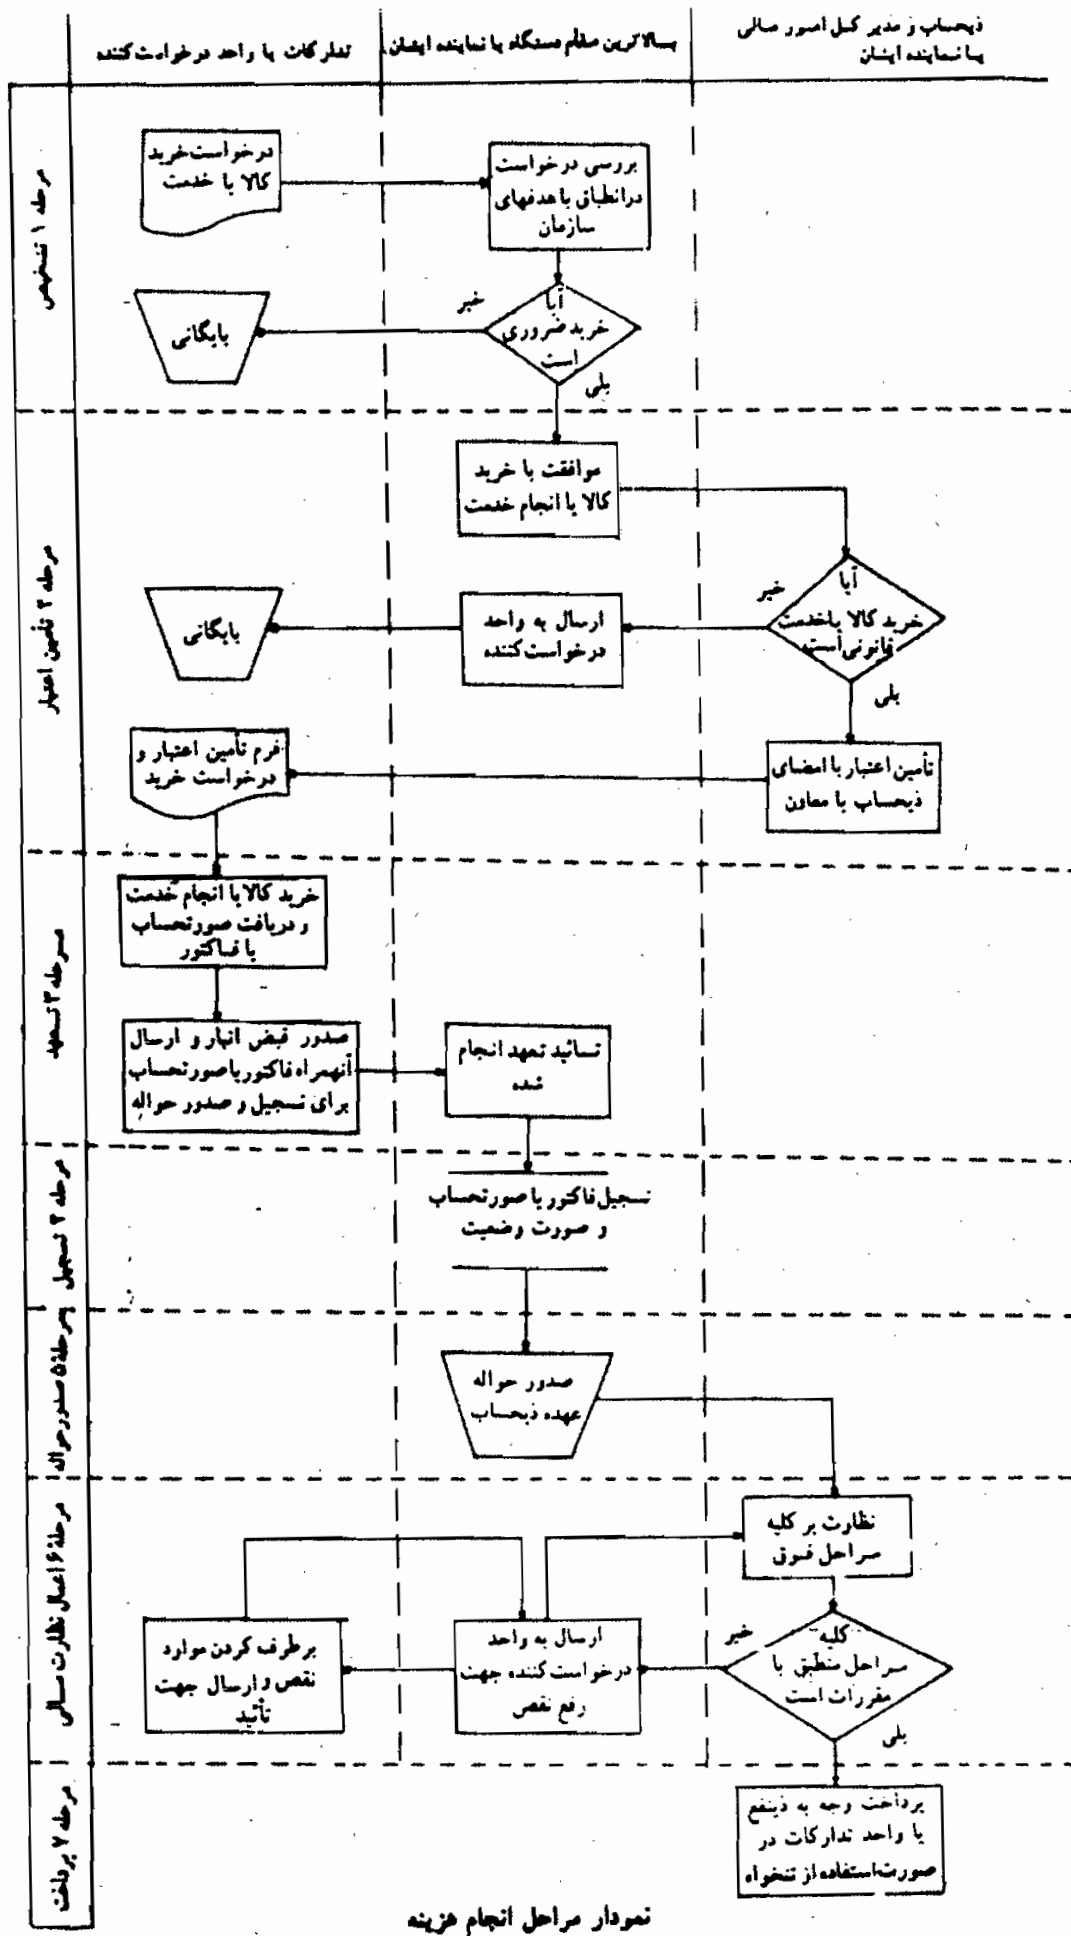 ذیحساب و مدیر کل امور مالی
یا نماینده ایشان
بالاترین مقام دستگاه یا نماینده ایشان
تدارکات یا واحد درخواست کننده
مرحله ۱ تشخیص
درخواست خرید
کالا یا خدمت
بررسی درخواست
در انطباق با هدفهای
سازمان
آیا
خرید ضروری
است
خیر
بلی
بایگانی
مرحله ۲ تأمین اعتبار
موافقت با خرید
کالا یا انجام خدمت
آیا
خرید کالا یا خدمت
قانونی است
خیر
بلی
ارسال به واحد
درخواست کننده
بایگانی
تأمین اعتبار با امضای
ذیحساب یا معاون
فرم تأمین اعتبار و
درخواست خرید
مرحله ۳ تعهد
خرید کالا یا انجام خدمت
و دریافت صورتحساب
یا فاکتور
صدور قبض انبار و ارسال
آنهمراه فاکتور یا صورتحساب
برای تسجیل و صدور حواله
تائید تعهد انجام
شده
مرحله ۴ تسجیل
تسجیل فاکتور یا صورتحساب
و صورت وضعیت
مرحلهٔ ۵ صدور حواله
صدور حواله
عهده ذیحساب
مرحلهٔ ۶ اعمال نظارت مالی
نظارت بر کلیه
مراحل فوق
کلیه
مراحل منطبق با
مقررات است
خیر
بلی
ارسال به واحد
درخواست کننده جهت
رفع نقص
برطرف کردن موارد
نقص و ارسال جهت
تأئید
مرحله ۷ پرداخت
پرداخت وجه به ذینفع
یا واحد تدارکات در
صورت استفاده از تنخواه
نمودار مراحل انجام هزینه